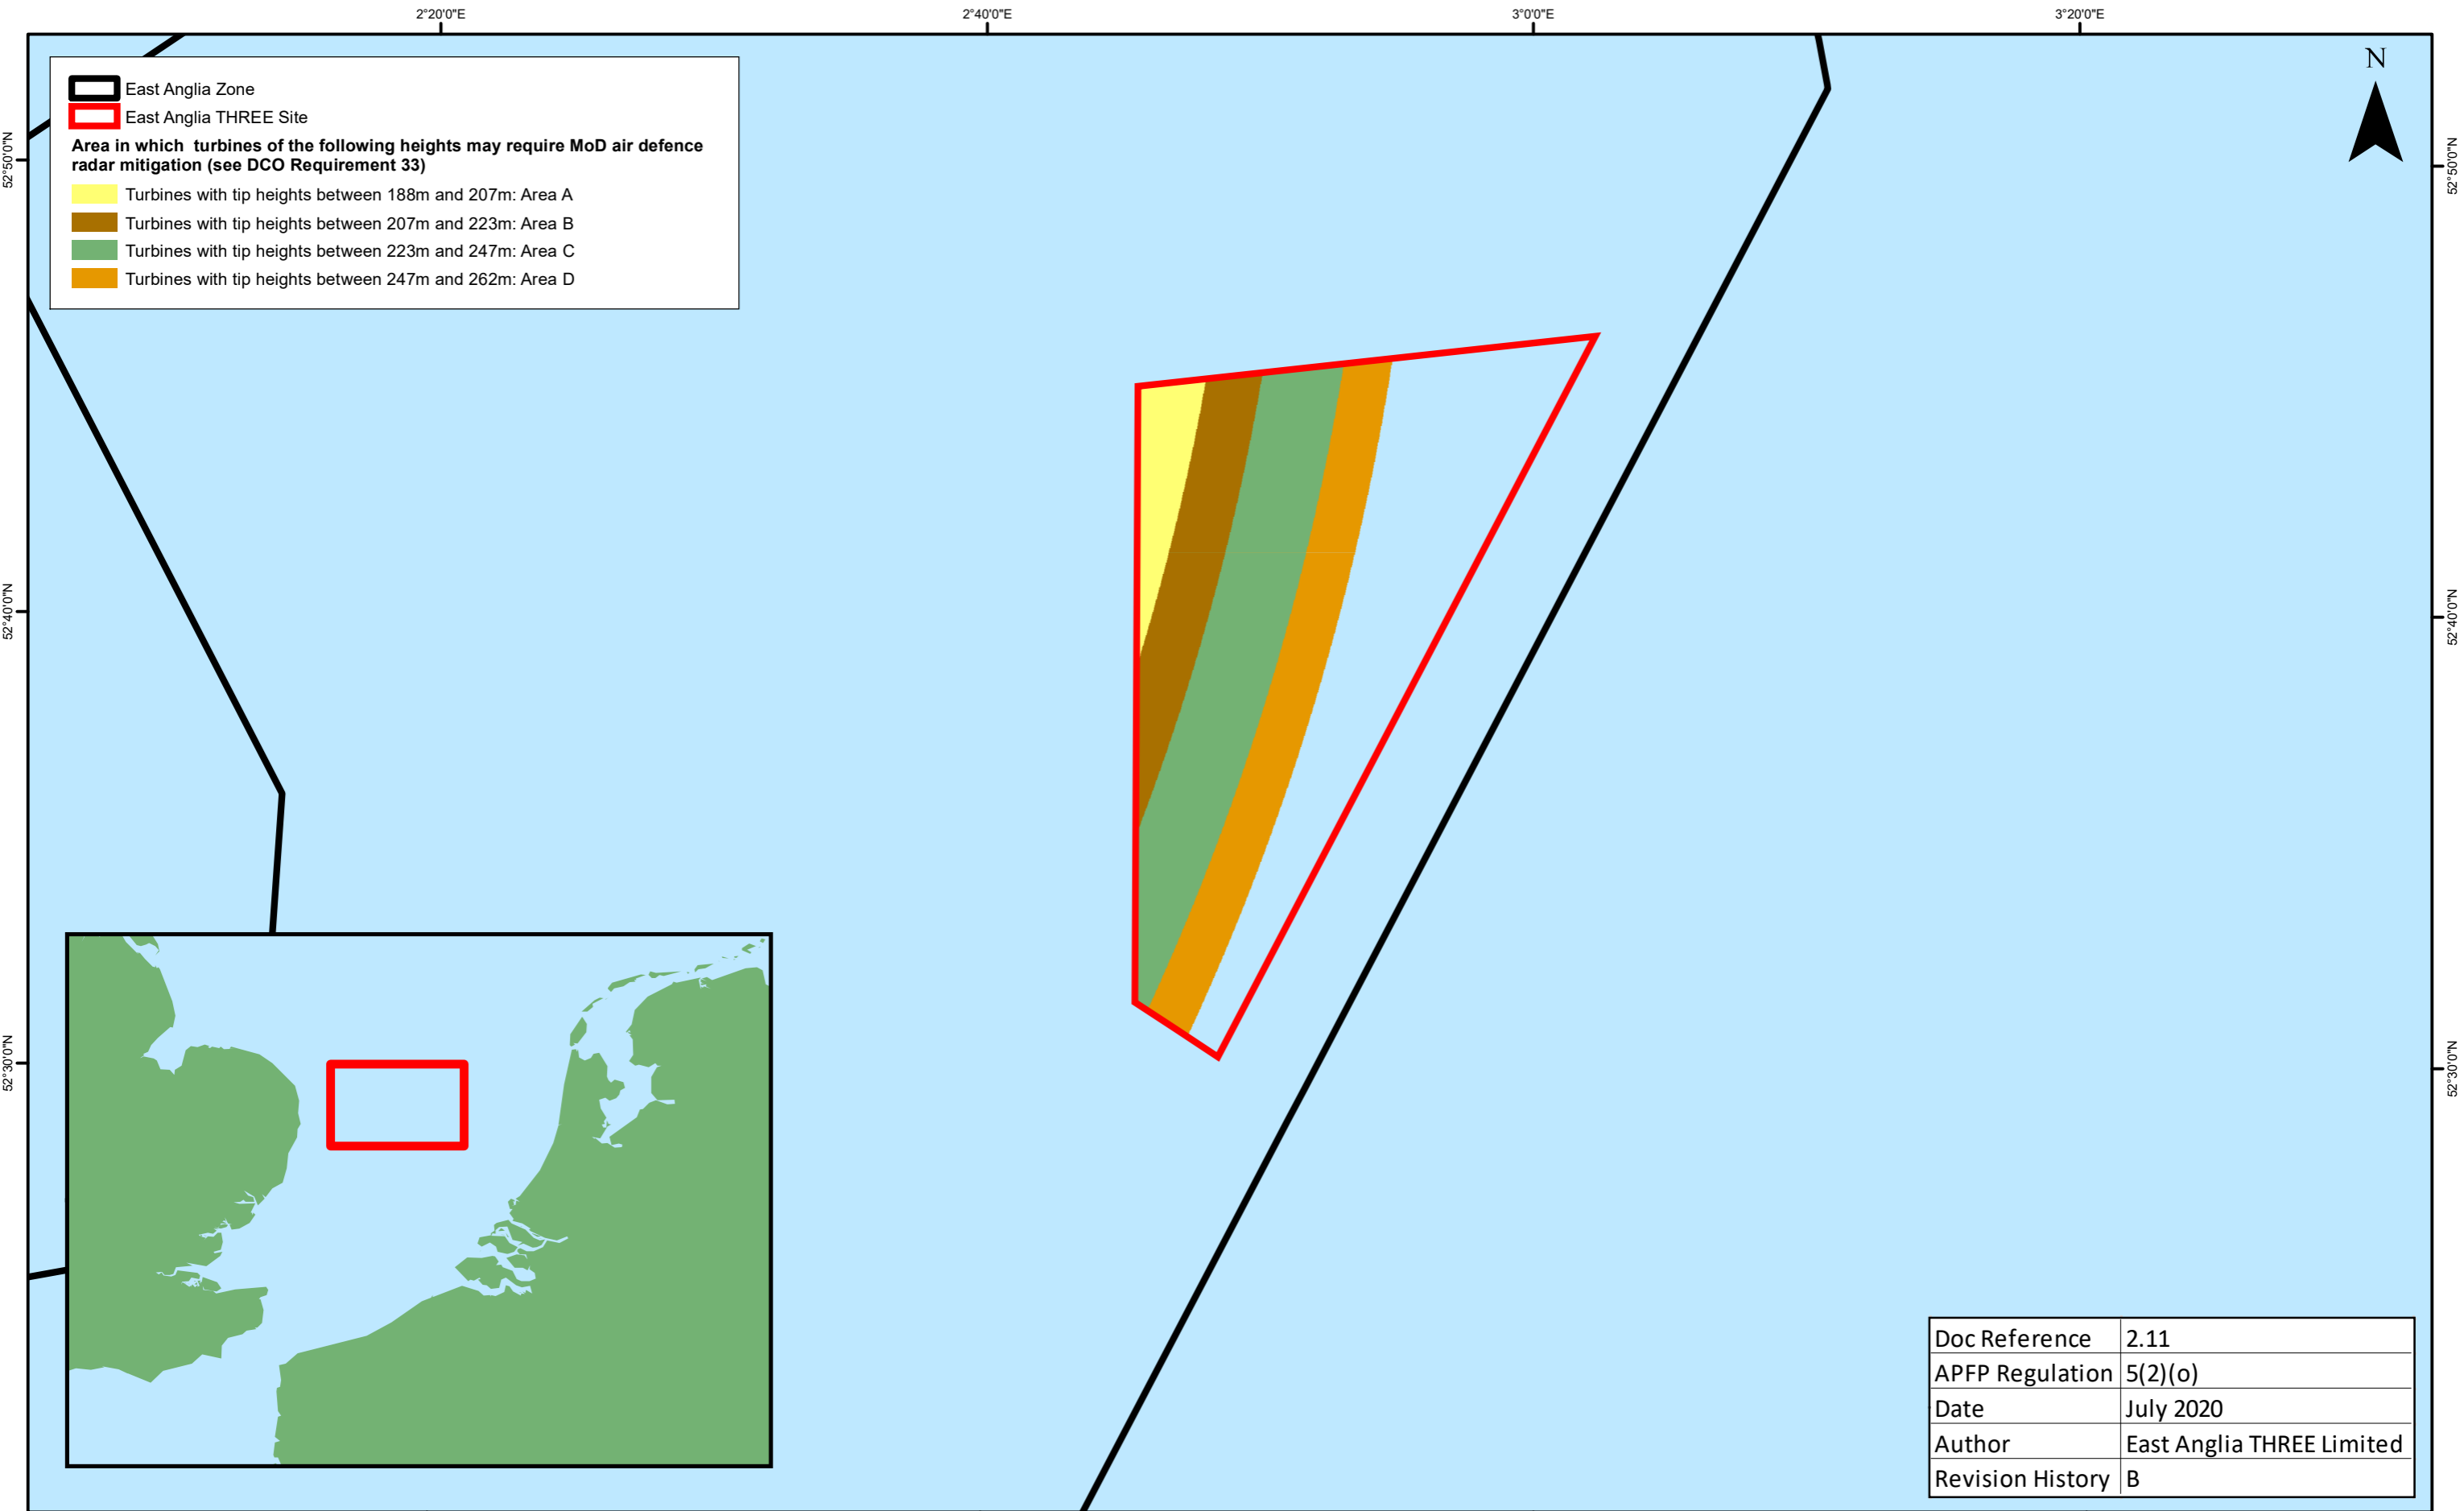 2°20'0"E 2°40'0"E 3°0'0"E 3°20'0"E
N
East Anglia Zone
East Anglia THREE Site
Area in which turbines of the following heights may require MoD air defence
radar mitigation (see DCO Requirement 33)
Turbines with tip heights between 188m and 207m: Area A
Turbines with tip heights between 207m and 223m: Area B
Turbines with tip heights between 223m and 247m: Area C
Turbines with tip heights between 247m and 262m: Area D
52°50'0"N 52°50'0"N
52°40'0"N 52°40'0"N
52°30'0"N 52°30'0"N
Doc Reference 2.11
APFP Regulation 5(2)(o)
Date July 2020
Author East Anglia THREE Limited
Revision History B